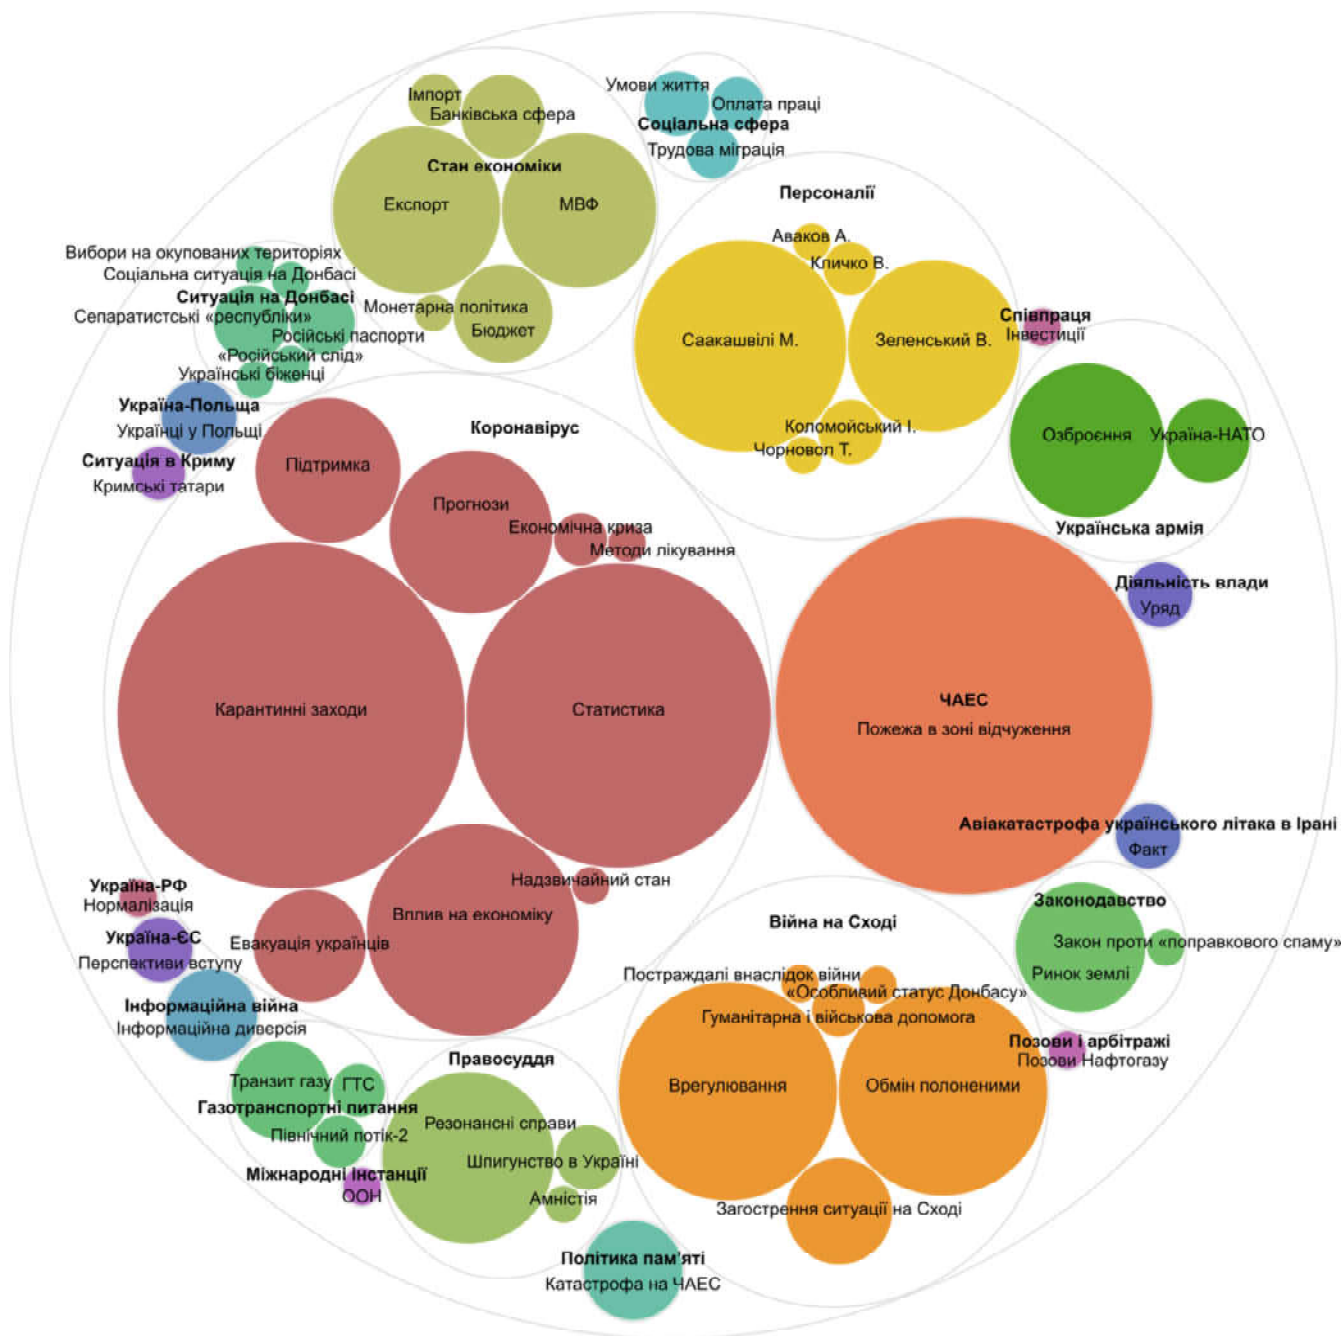 Імпорт
Банківська сфера
Стан економіки
Експорт
МВФ
Монетарна політика
Бюджет
Умови життя
Оплата праці
Соціальна сфера
Трудова міграція
Персоналії
Аваков А.
Кличко В.
Саакашвілі М.
Зеленський В.
Коломойський І.
Чорновол Т.
Співпраця
Інвестиції
Вибори на окупованих територіях
Соціальна ситуація на Донбасі
Ситуація на Донбасі
Сепаратистські «республіки»
Російські паспорти
«Російський слід»
Українські біженці
Україна-Польща
Українці у Польщі
Ситуація в Криму
Кримські татари
Озброєння
Україна-НАТО
Українська армія
Коронавірус
Підтримка
Прогнози
Економічна криза
Методи лікування
Карантинні заходи
Статистика
Надзвичайний стан
Вплив на економіку
Евакуація українців
Діяльність влади
Уряд
ЧАЕС
Пожежа в зоні відчуження
Авіакатастрофа українського літака в Ірані
Факт
Україна-РФ
Нормалізація
Україна-ЄС
Перспективи вступу
Інформаційна війна
Інформаційна диверсія
Законодавство
Закон проти «поправкового спаму»
Ринок землі
Позови і арбітражі
Позови Нафтогазу
Війна на Сході
Постраждалі внаслідок війни
«Особливий статус Донбасу»
Гуманітарна і військова допомога
Врегулювання
Обмін полоненими
Загострення ситуації на Сході
Транзит газу
ГТС
Газотранспортні питання
Північний потік-2
Міжнародні інстанції
ООН
Правосуддя
Резонансні справи
Шпигунство в Україні
Амністія
Політика пам'яті
Катастрофа на ЧАЕС